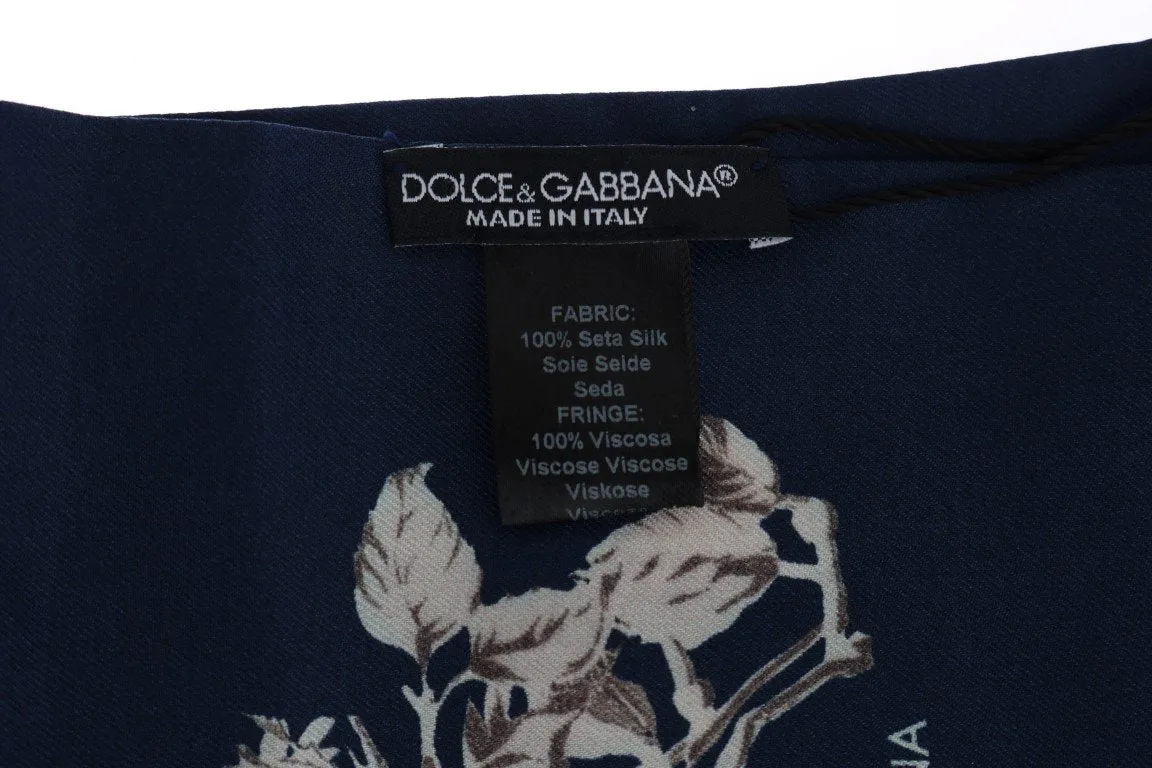 DOLCE & GABBANA®
MADE IN ITALY
FABRIC:
100% Seta Silk
Soie Seide
Seda
FRINGE:
100% Viscosa
Viscose Viscose
Viskose